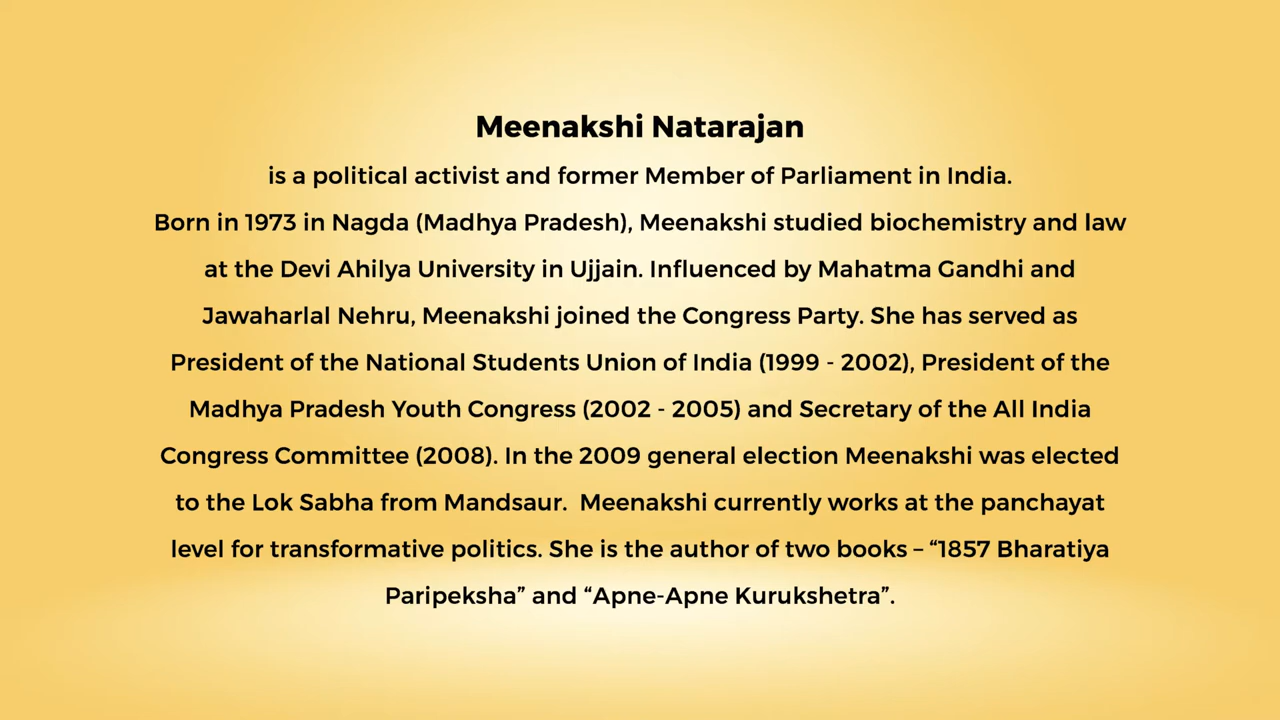 Meenakshi Natarajan
is a political activist and former Member of Parliament in India.
Born in 1973 in Nagda (Madhya Pradesh), Meenakshi studied biochemistry and law
at the Devi Ahilya University in Ujjain. Influenced by Mahatma Gandhi and
Jawaharlal Nehru, Meenakshi joined the Congress Party. She has served as
President of the National Students Union of India (1999 - 2002), President of the
Madhya Pradesh Youth Congress (2002 - 2005) and Secretary of the All India
Congress Committee (2008). In the 2009 general election Meenakshi was elected
to the Lok Sabha from Mandsaur.  Meenakshi currently works at the panchayat
level for transformative politics. She is the author of two books – “1857 Bharatiya
Paripeksha” and “Apne-Apne Kurukshetra”.